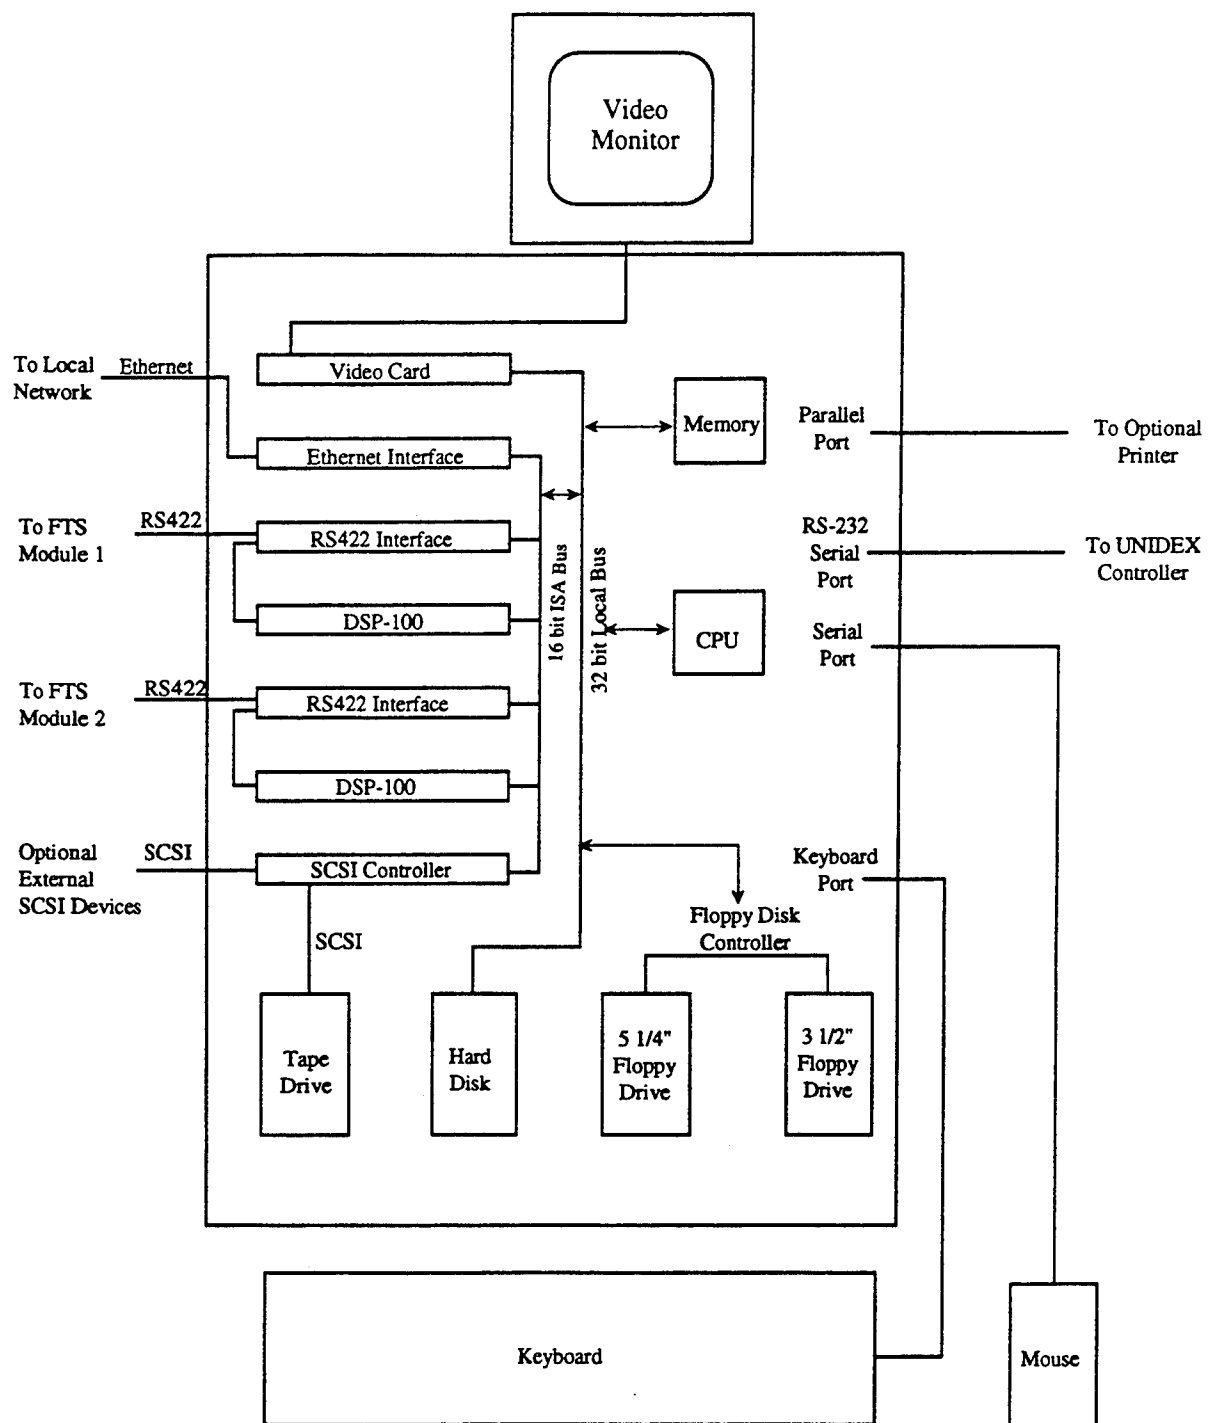 Video
Monitor
To Local
Network
Ethernet
Video Card
Memory
Parallel
Port
To Optional
Printer
Ethernet Interface
To FTS
Module 1
RS422
RS422 Interface
16 bit ISA Bus
32 bit Local Bus
RS-232
Serial
Port
To UNIDEX
Controller
DSP-100
CPU
Serial
Port
To FTS
Module 2
RS422
RS422 Interface
DSP-100
Optional
External
SCSI Devices
SCSI
SCSI Controller
Keyboard
Port
SCSI
Floppy Disk
Controller
Tape
Drive
Hard
Disk
5 1/4"
Floppy
Drive
3 1/2"
Floppy
Drive
Keyboard
Mouse